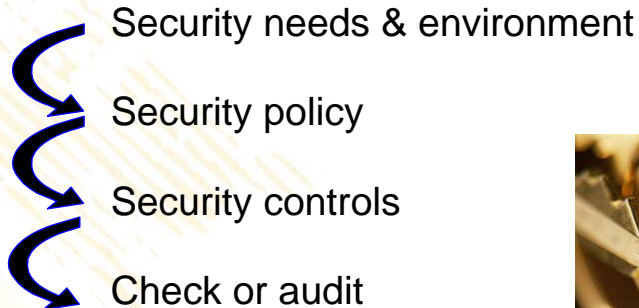 Security needs & environment
Security policy
Security controls
Check or audit